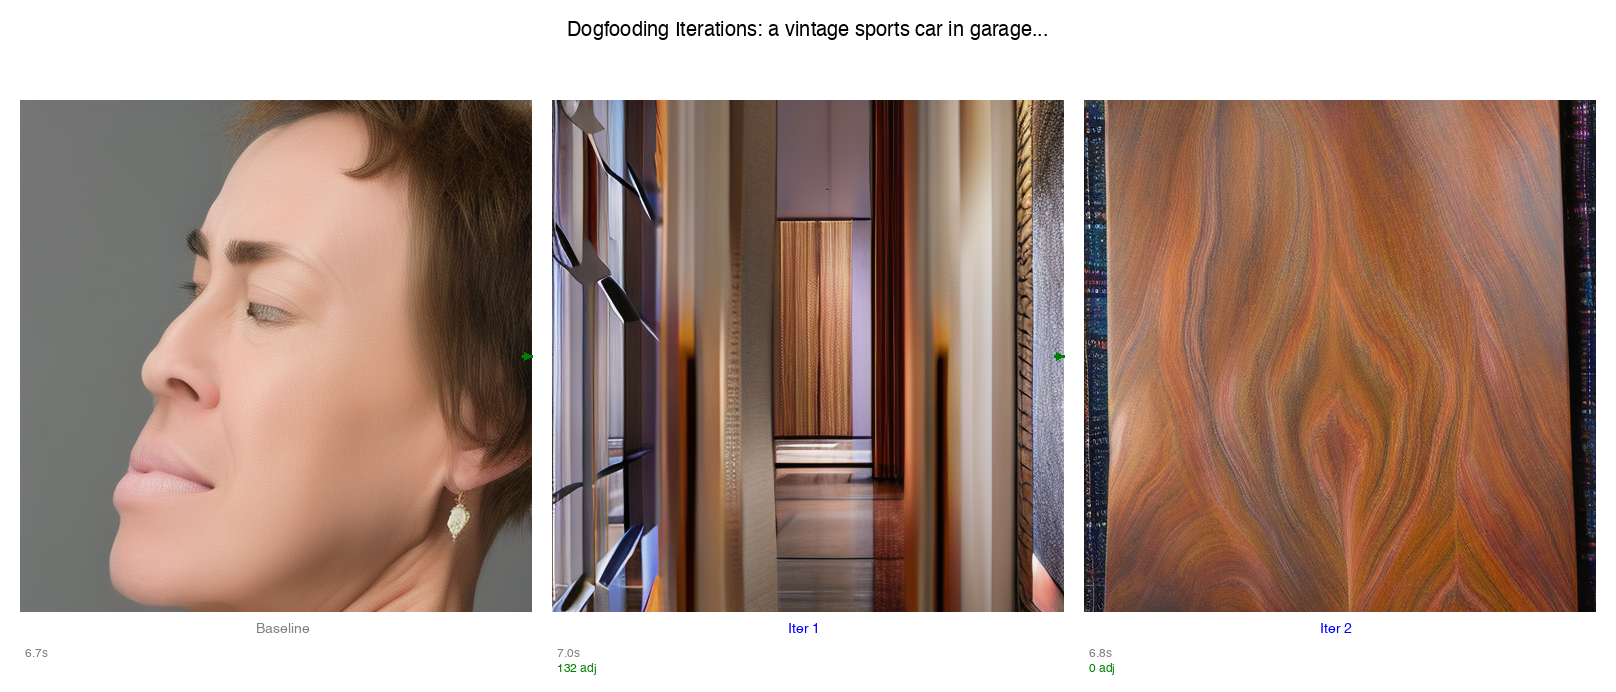 Dogfooding Iterations: a vintage sports car in garage...
Baseline
Iter 1
Iter 2
6.7s
7.0s
6.8s
132 adj
0 adj